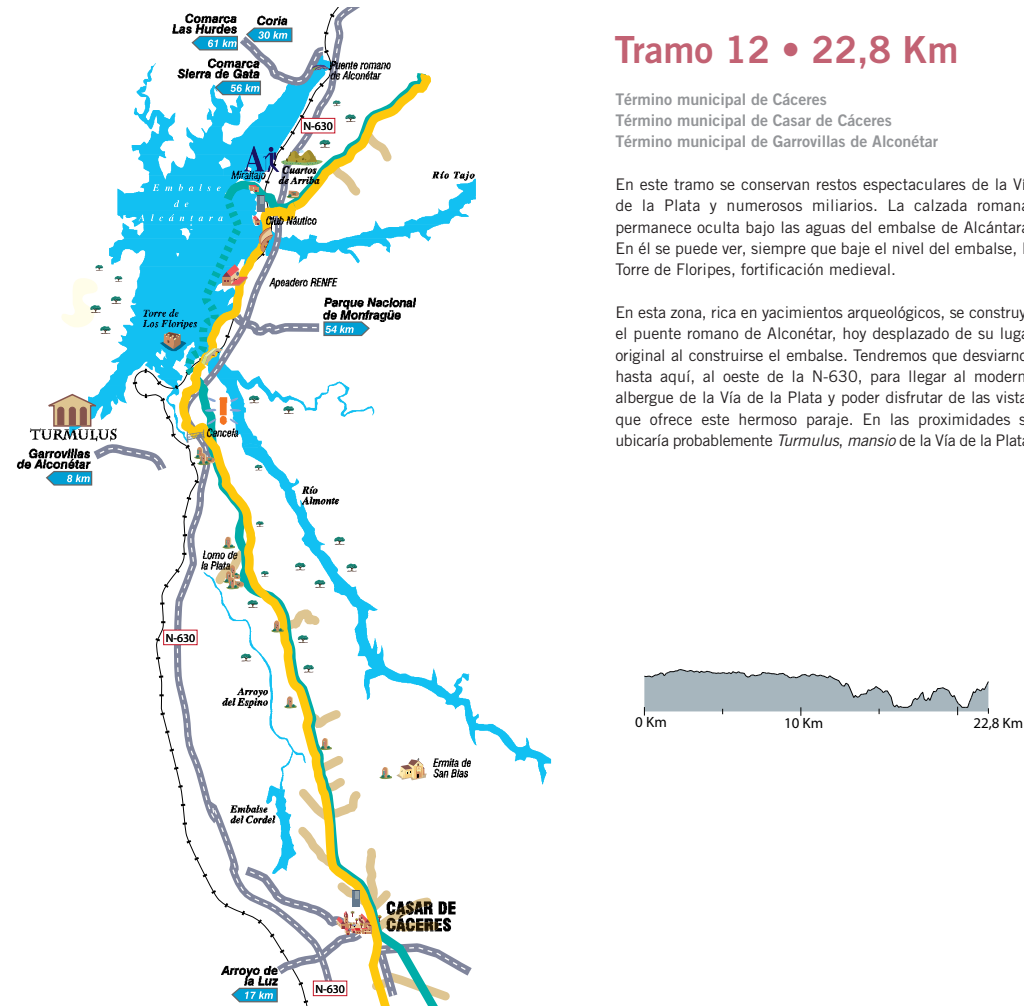 Comarca
Las Hurdes
61 km
Coria
30 km
Comarca
Sierra de Gata
56 km
Puente romano
de Alconétar
N-630
Miraltajo
Cuartos
de Arriba
Río Tajo
Embalse
de
Alcántara
Club Náutico
Apeadero RENFE
Parque Nacional
de Monfragüe
54 km
Torre de
Los Floripes
TURMULUS
Cancela
Garrovillas
de Alconétar
8 km
Río
Almonte
Lomo de
la Plata
N-630
Arroyo
del Espino
Ermita de
San Blas
Embalse
del Cordel
CASAR DE
CÁCERES
Arroyo de
la Luz
17 km
N-630
Tramo 12 • 22,8 Km
Término municipal de Cáceres
Término municipal de Casar de Cáceres
Término municipal de Garrovillas de Alconétar
En este tramo se conservan restos espectaculares de la Ví
de la Plata y numerosos miliarios. La calzada roman
permanece oculta bajo las aguas del embalse de Alcántar
En él se puede ver, siempre que baje el nivel del embalse, l
Torre de Floripes, fortificación medieval.
En esta zona, rica en yacimientos arqueológicos, se construy
el puente romano de Alconétar, hoy desplazado de su luga
original al construirse el embalse. Tendremos que desviarno
hasta aquí, al oeste de la N-630, para llegar al modern
albergue de la Vía de la Plata y poder disfrutar de las vista
que ofrece este hermoso paraje. En las proximidades s
ubicaría probablemente Turmulus, mansio de la Vía de la Plata
0 Km
10 Km
22,8 Km